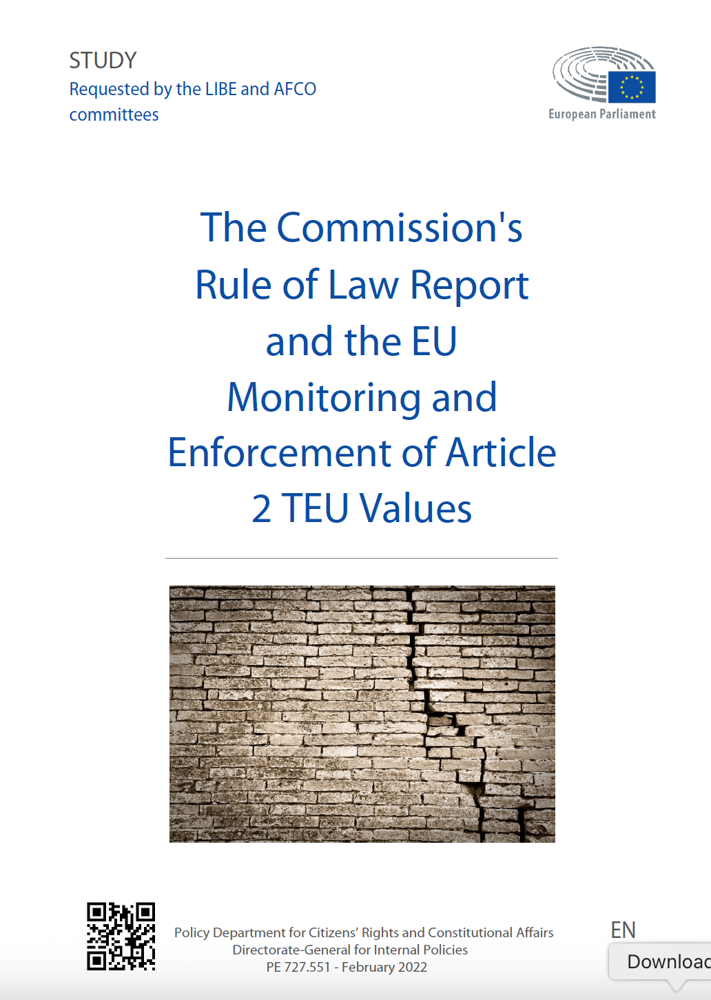 STUDY
Requested by the LIBE and AFCO
committees
European Parliament
The Commission's
Rule of Law Report
and the EU
Monitoring and
Enforcement of Article
2 TEU Values
Policy Department for Citizens’ Rights and Constitutional Affairs
Directorate-General for Internal Policies
PE 727.551 - February 2022
EN